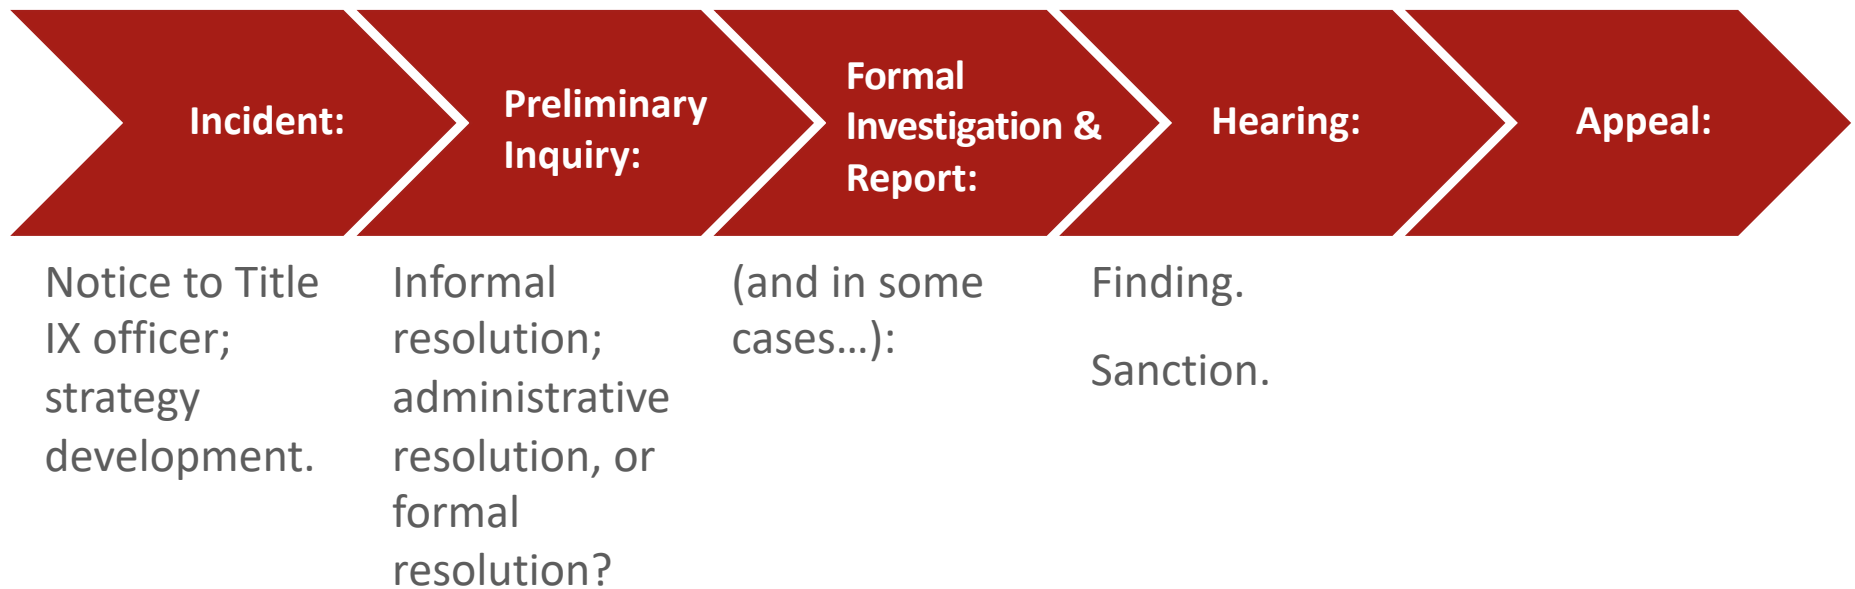 Incident:
Preliminary
Inquiry:
Formal
Investigation &
Report:
Hearing:
Appeal:
Notice to Title
IX officer;
strategy
development.
Informal
resolution;
administrative
resolution, or
formal
resolution?
(and in some
cases…):
Finding.
Sanction.